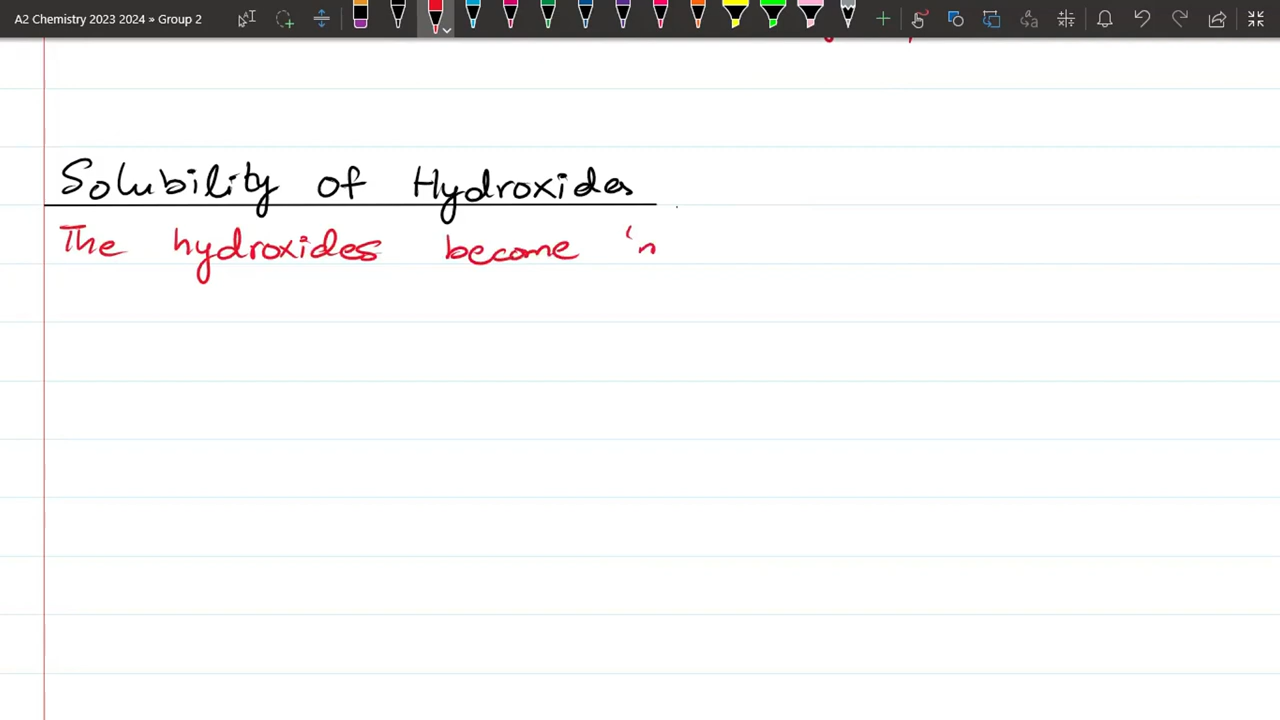 A2 Chemistry 2023 2024 » Group 2
Solubility of Hydroxides
The hydroxides become 'n